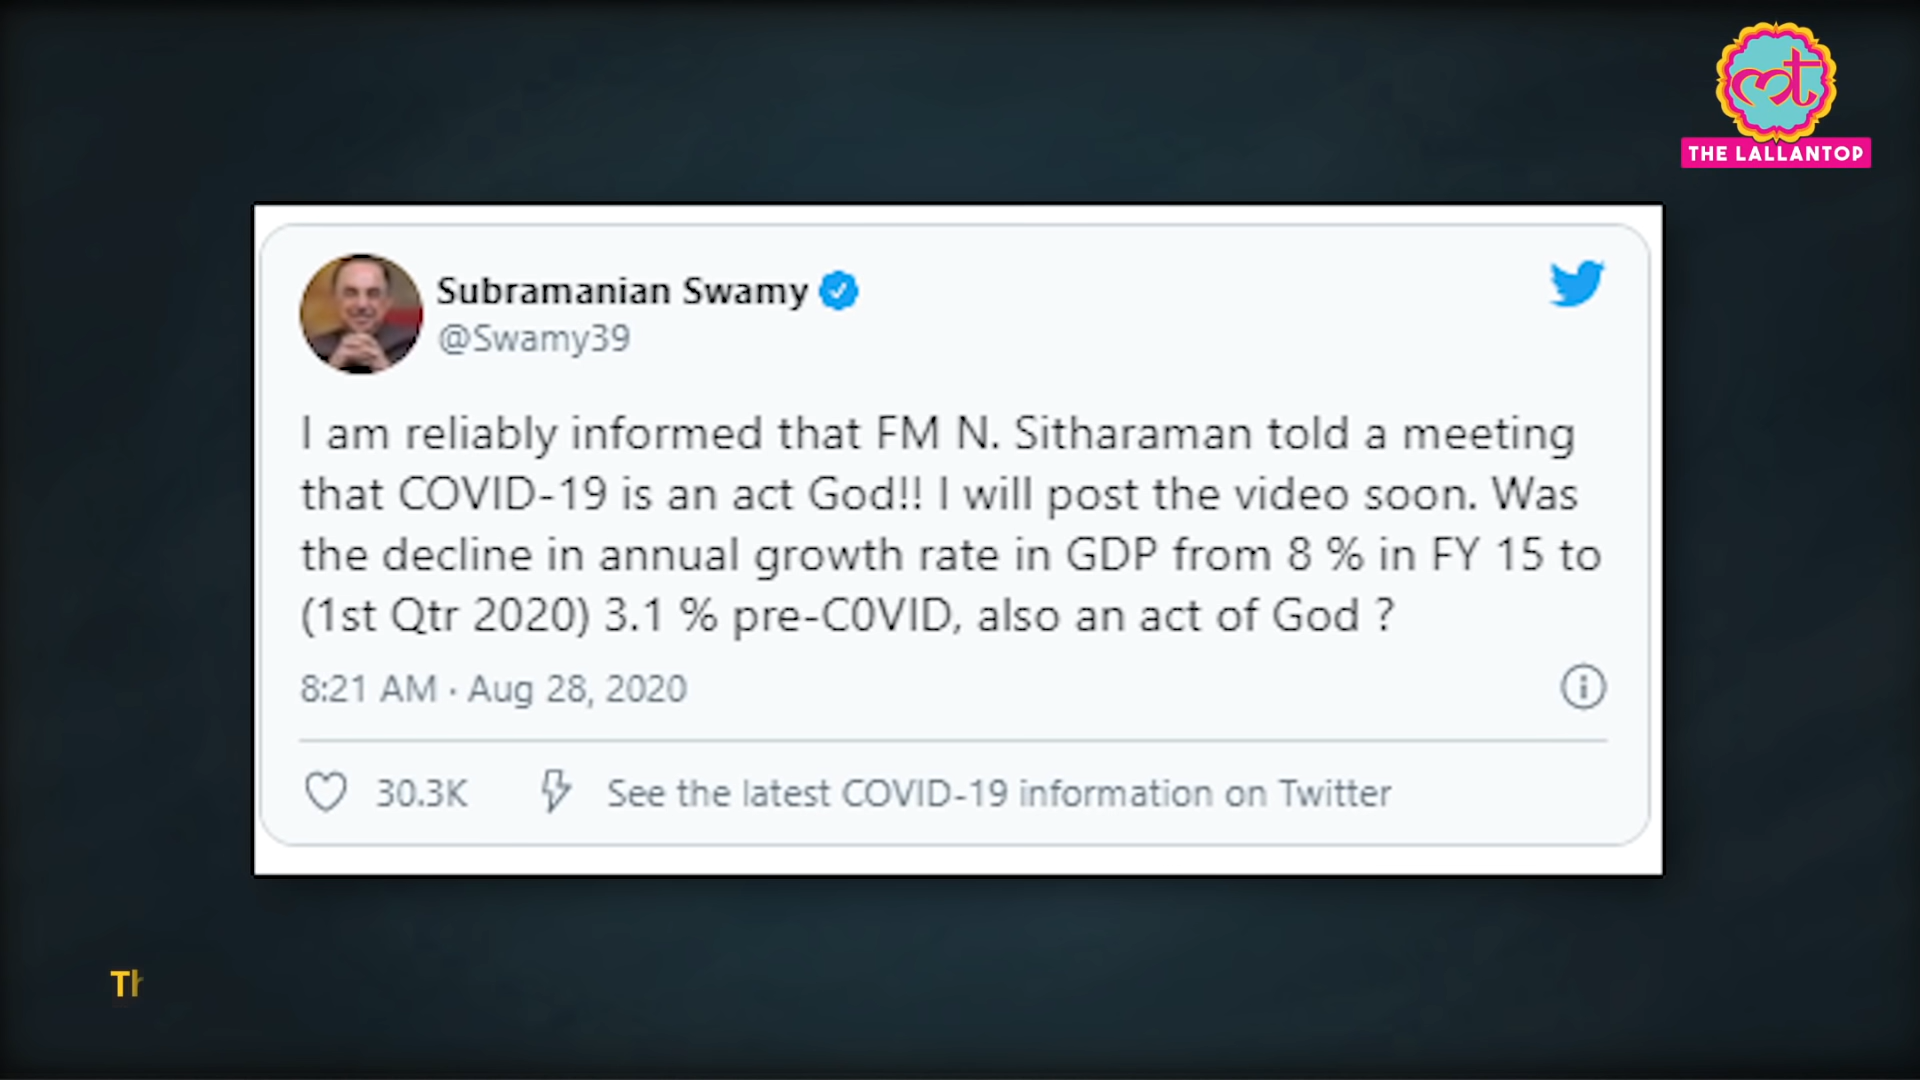 THE LALLANTOP
Subramanian Swamy
@Swamy39
I am reliably informed that FM N. Sitharaman told a meeting
that COVID-19 is an act God!! I will post the video soon. Was
the decline in annual growth rate in GDP from 8 % in FY 15 to
(1st Qtr 2020) 3.1 % pre-C0VID, also an act of God ?
8:21 AM · Aug 28, 2020
30.3K See the latest COVID-19 information on Twitter
Th